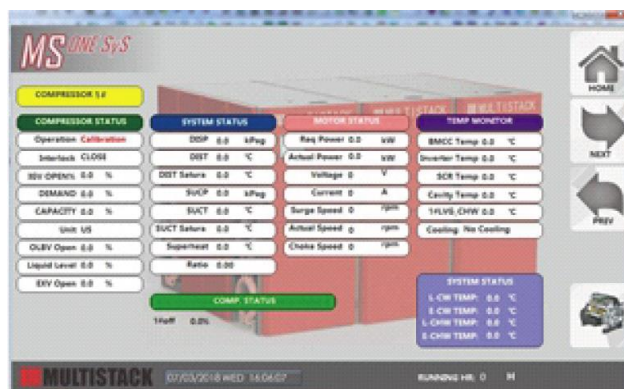 MS ONE SyS
COMPRESSOR 1#
COMPRESSOR STATUS
Operation Calibration
Interlock CLOSE
IGV OPEN% 0.0 %
DEMAND 0.0 %
CAPACITY 0.0 %
Unit US
OLBV Open 0.0 %
Liquid Level 0.0 %
EXV Open 0.0 %
SYSTEM STATUS
DISP 0.0 kPag
DIST 0.0 °C
DIST Satura 0.0 °C
SUCP 0.0 kPag
SUCT 0.0 °C
SUCT Satura 0.0 °C
Superheat 0.0 °C
Ratio 0.00
MOTOR STATUS
Req Power 0.0 kW
Actual Power 0.0 kW
Voltage 0 V
Current 0 A
Surge Speed 0 rpm
Actual Speed 0 rpm
Choke Speed 0 rpm
TEMP MONITOR
BMCC Temp 0.0 °C
Inverter Temp 0.0 °C
SCR Temp 0.0 °C
Cavity Temp 0.0 °C
1#LVG_CHW 0.0 °C
Cooling No Cooling
COMP. STATUS
1#off 0.0%
SYSTEM STATUS
L-CW TEMP: 0.0 °C
E-CW TEMP: 0.0 °C
L-CHW TEMP: 0.0 °C
E-CHW TEMP: 0.0 °C
MULTISTACK
MULTISTACK
HOME
NEXT
PREV
MULTISTACK
07/03/2018 WED 16:06:07
RUNNING HR: 0 H